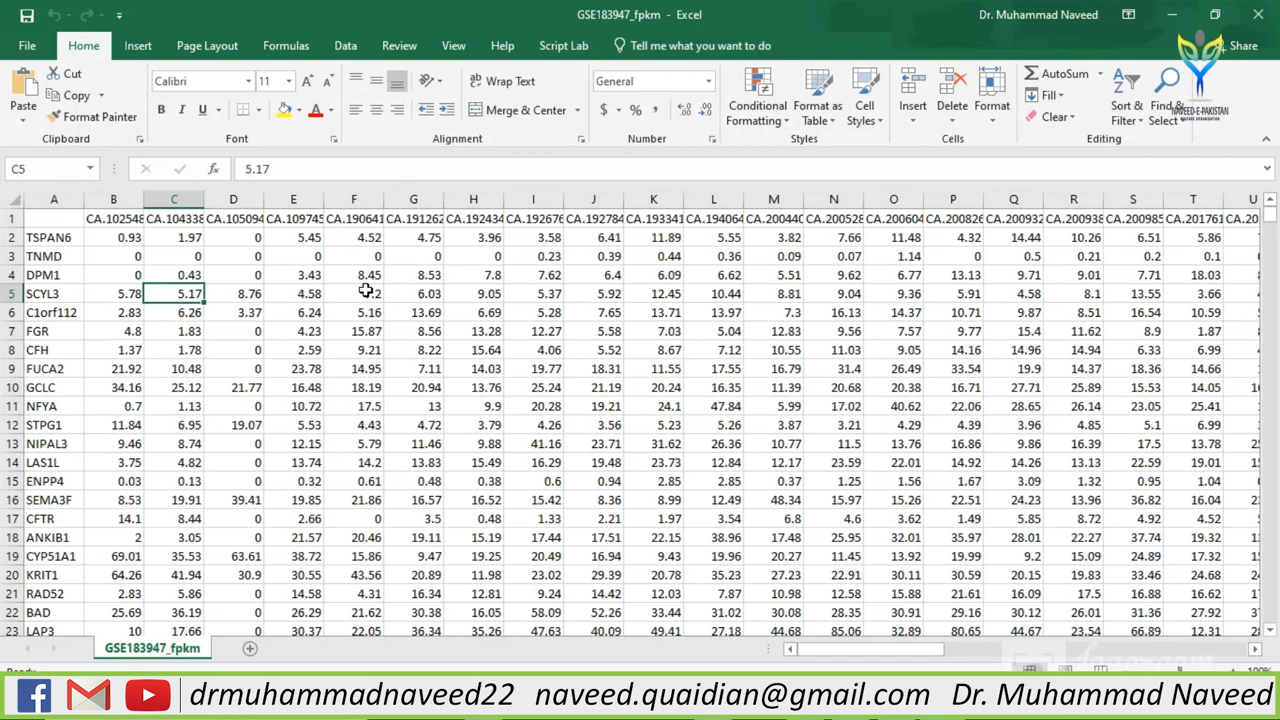 GSE183947_fpkm - Excel
Dr. Muhammad Naveed
File Home Insert Page Layout Formulas Data Review View Help Script Lab Tell me what you want to do Share
Paste Cut Copy Format Painter Clipboard
Calibri 11 B I U A Font
Wrap Text Merge & Center Alignment
General $ % , Number
Conditional Formatting Format as Table Cell Styles Styles
Insert Delete Format Cells
AutoSum Fill Clear Sort & Filter Find & Select Editing
NAVEED-E-PAKISTAN
C5 fx 5.17
A B C D E F G H I J K L M N O P Q R S T U
1 CA.102548 CA.104338 CA.105094 CA.109745 CA.190641 CA.191262 CA.192434 CA.192676 CA.192784 CA.193341 CA.194064 CA.200440 CA.200528 CA.200604 CA.200826 CA.200932 CA.200938 CA.200985 CA.201761 CA.201
2 TSPAN6 0.93 1.97 0 5.45 4.52 4.75 3.96 3.58 6.41 11.89 5.55 3.82 7.66 11.48 4.32 14.44 10.26 6.51 5.86
3 TNMD 0 0 0 0 0 0 0 0.23 0.39 0.44 0.36 0.09 0.07 1.14 0 0.5 0.21 0.2 0.1
4 DPM1 0 0.43 0 3.43 8.45 8.53 7.8 7.62 6.4 6.09 6.62 5.51 9.62 6.77 13.13 9.71 9.01 7.71 18.03
5 SCYL3 5.78 5.17 8.76 4.58 .2 6.03 9.05 5.37 5.92 12.45 10.44 8.81 9.04 9.36 5.91 4.58 8.1 13.55 3.66
6 C1orf112 2.83 6.26 3.37 6.24 5.16 13.69 6.69 5.28 7.65 13.71 13.97 7.3 16.13 14.37 10.71 9.87 8.51 16.54 10.59
7 FGR 4.8 1.83 0 5.43 15.87 8.56 13.28 12.27 5.58 7.03 5.04 12.83 9.56 7.57 9.77 15.4 11.62 8.9 1.87
8 CFH 1.37 1.78 0 2.59 9.21 8.22 15.64 4.06 5.52 8.67 7.12 10.55 11.03 9.05 14.16 14.96 14.94 6.33 6.99
9 FUCA2 21.92 10.48 0 23.78 14.95 7.11 14.03 19.77 18.31 11.55 17.55 16.79 31.4 26.49 33.54 19.9 14.37 18.36 14.66
10 GCLC 34.16 25.12 21.77 16.48 18.19 20.94 13.76 25.24 21.19 20.24 16.35 11.39 20.68 20.38 16.71 27.71 25.89 15.53 14.05
11 NFYA 0.7 1.13 0 10.72 17.5 13 9.9 20.28 19.21 24.1 47.84 5.99 17.02 40.62 22.06 28.65 26.14 23.05 25.41
12 STPG1 11.84 6.95 19.07 5.53 4.43 4.72 3.79 4.26 3.56 5.23 5.26 3.87 3.21 4.29 4.39 3.96 4.85 5.1 6.99
13 NIPAL3 9.46 8.74 0 12.15 5.79 11.46 9.88 41.16 23.71 31.62 26.36 10.77 11.5 13.76 16.86 9.86 16.39 17.5 13.78
14 LAS1L 3.75 4.82 0 13.74 14.2 13.83 15.49 16.29 19.48 23.73 12.84 12.17 23.59 22.01 14.92 14.26 13.13 22.59 19.01
15 ENPP4 0.03 0.13 0 0.32 0.61 0.48 0.38 0.6 0.94 2.85 2.85 0.37 1.25 1.56 1.67 3.09 1.32 0.95 1.04
16 SEMA3F 8.53 19.91 39.41 19.85 21.86 16.57 16.52 15.42 8.36 8.99 12.49 48.34 15.97 15.26 22.51 24.23 13.96 36.82 16.04
17 CFTR 14.1 8.44 0 2.66 0 3.5 0.48 1.33 2.21 1.97 3.54 6.8 4.6 3.62 1.49 5.85 8.72 4.92 4.52
18 ANKIB1 2 3.05 0 21.57 20.46 19.11 15.19 17.44 17.51 22.15 38.96 17.48 25.95 32.01 35.97 28.01 22.27 37.74 19.32
19 CYP51A1 69.01 35.53 63.61 38.72 15.86 9.47 19.25 20.49 16.94 9.43 19.96 20.27 11.45 13.92 19.99 9.2 15.09 24.89 17.32
20 KRIT1 64.26 41.94 30.9 30.55 43.56 20.89 11.98 23.02 29.39 20.78 35.23 27.23 22.91 30.11 30.59 20.15 19.83 33.46 24.68
21 RAD52 2.83 5.86 0 14.58 4.31 16.34 12.81 9.24 14.42 12.03 7.87 10.98 12.58 15.88 21.61 16.09 17.5 16.88 16.62
22 BAD 25.69 36.19 0 26.29 21.62 30.38 16.05 58.09 52.26 33.44 31.02 30.08 28.35 30.91 29.16 30.12 26.01 31.36 27.92
23 LAP3 10 17.66 0 30.37 22.05 36.34 35.26 47.63 40.09 49.41 27.18 44.68 85.06 32.89 80.65 44.67 23.54 66.89 12.31
GSE183947_fpkm
drmuhammadnaveed22 naveed.quaidian@gmail.com Dr. Muhammad Naveed